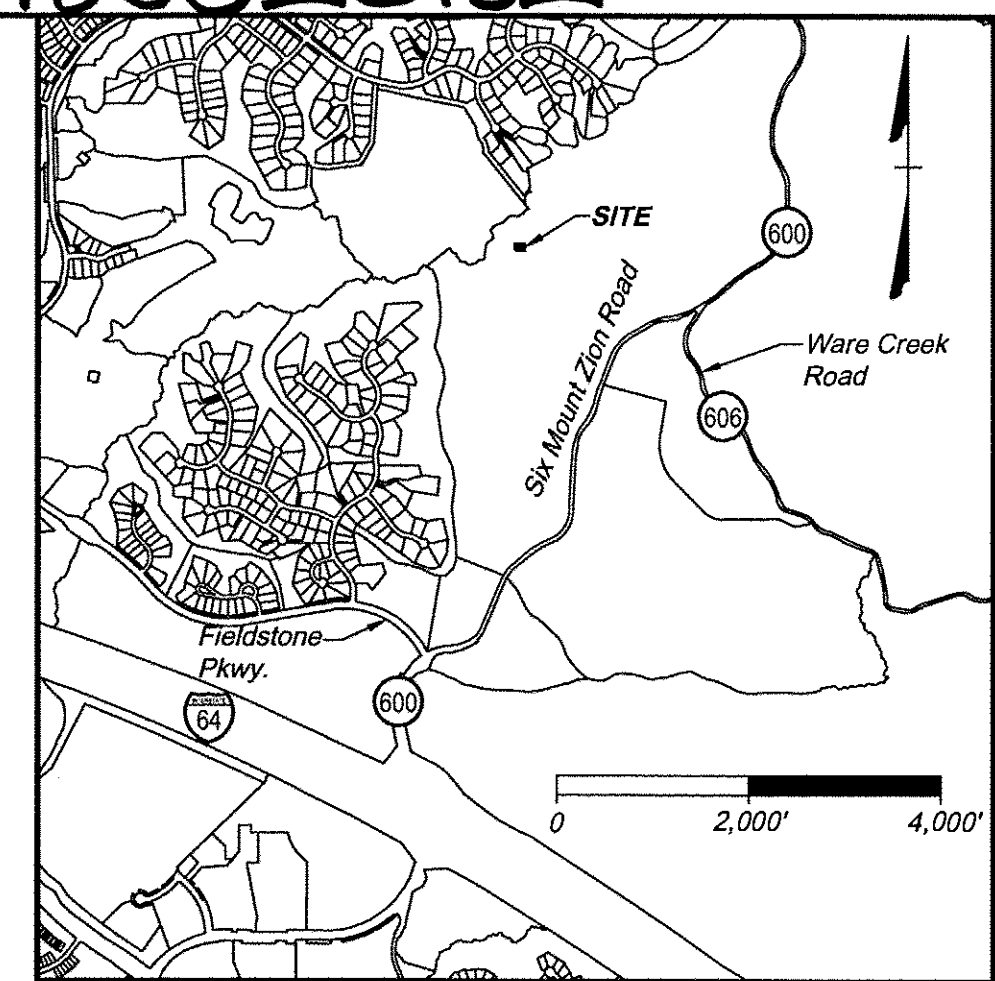 SITE
600
Six Mount Zion Road
Ware Creek
Road
606
Fieldstone
Pkwy.
INTERSTATE
64
600
0 2,000' 4,000'